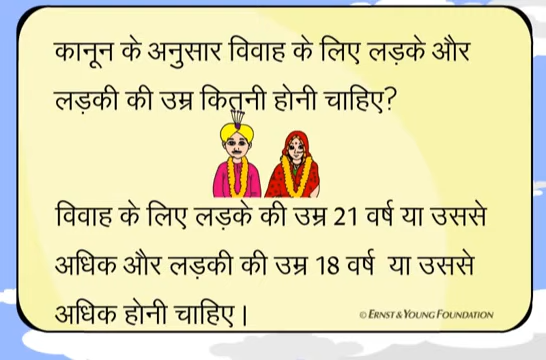 कानून के अनुसार विवाह के लिए लड़के और
लड़की की उम्र कितनी होनी चाहिए?
विवाह के लिए लड़के की उम्र 21 वर्ष या उससे
अधिक और लड़की की उम्र 18 वर्ष या उससे
अधिक होनी चाहिए।
© ERNST & YOUNG FOUNDATION